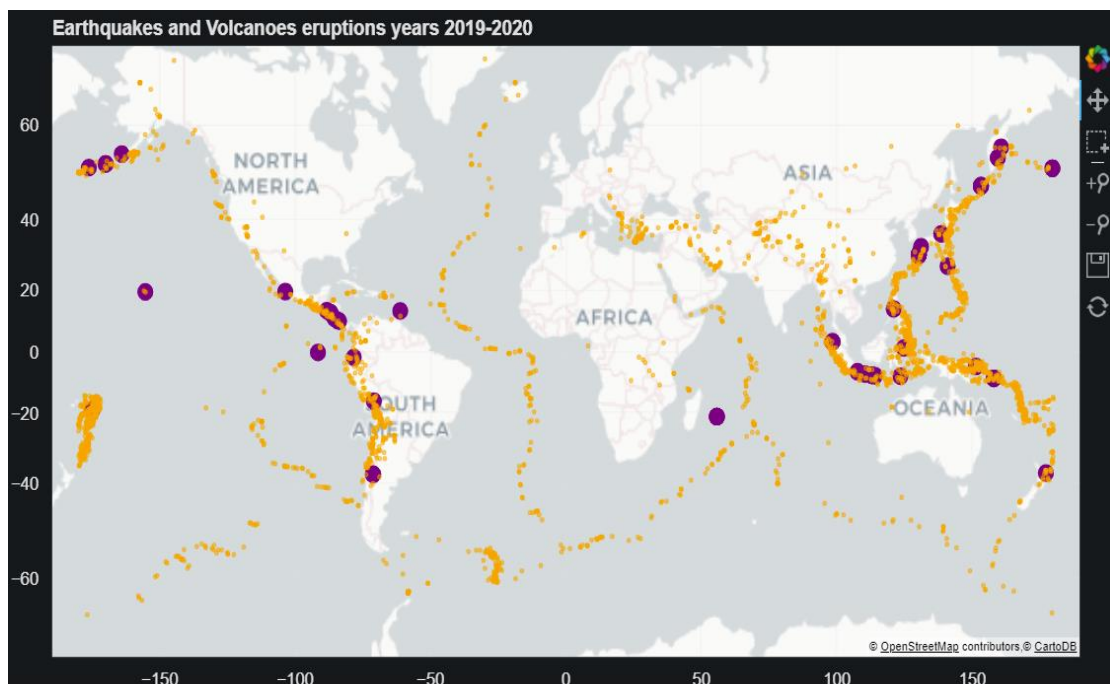 Earthquakes and Volcanoes eruptions years 2019-2020
60
40
20
0
−20
−40
−60
NORTH
AMERICA
ASIA
AFRICA
SOUTH
AMERICA
OCEANIA
© OpenStreetMap contributors,© CartoDB
−150
−100
−50
0
50
100
150